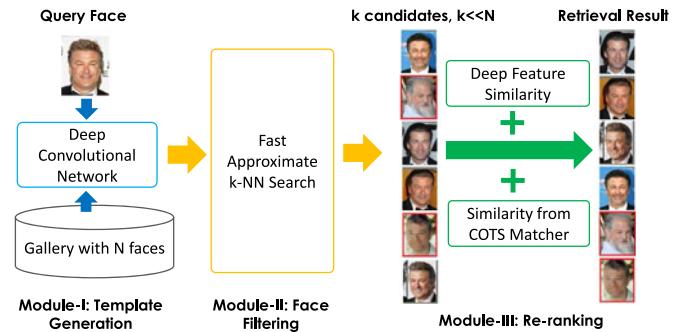 Query Face
k candidates, k<<N
Retrieval Result
Deep
Convolutional
Network
Gallery with N faces
Fast
Approximate
k-NN Search
Deep Feature
Similarity
+
+
Similarity from
COTS Matcher
Module-I: Template
Generation
Module-II: Face
Filtering
Module-III: Re-ranking